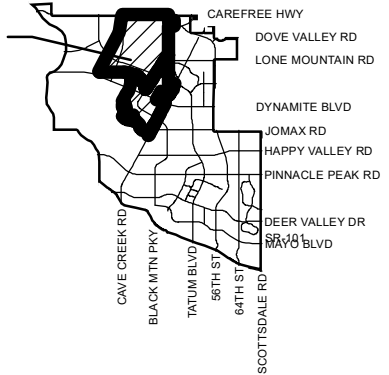 CAREFREE HWY
DOVE VALLEY RD
LONE MOUNTAIN RD
DYNAMITE BLVD
JOMAX RD
HAPPY VALLEY RD
PINNACLE PEAK RD
DEER VALLEY DR
SR-101
MAYO BLVD
CAVE CREEK RD
BLACK MTN PKY
TATUM BLVD
56TH ST
64TH ST
SCOTTSDALE RD